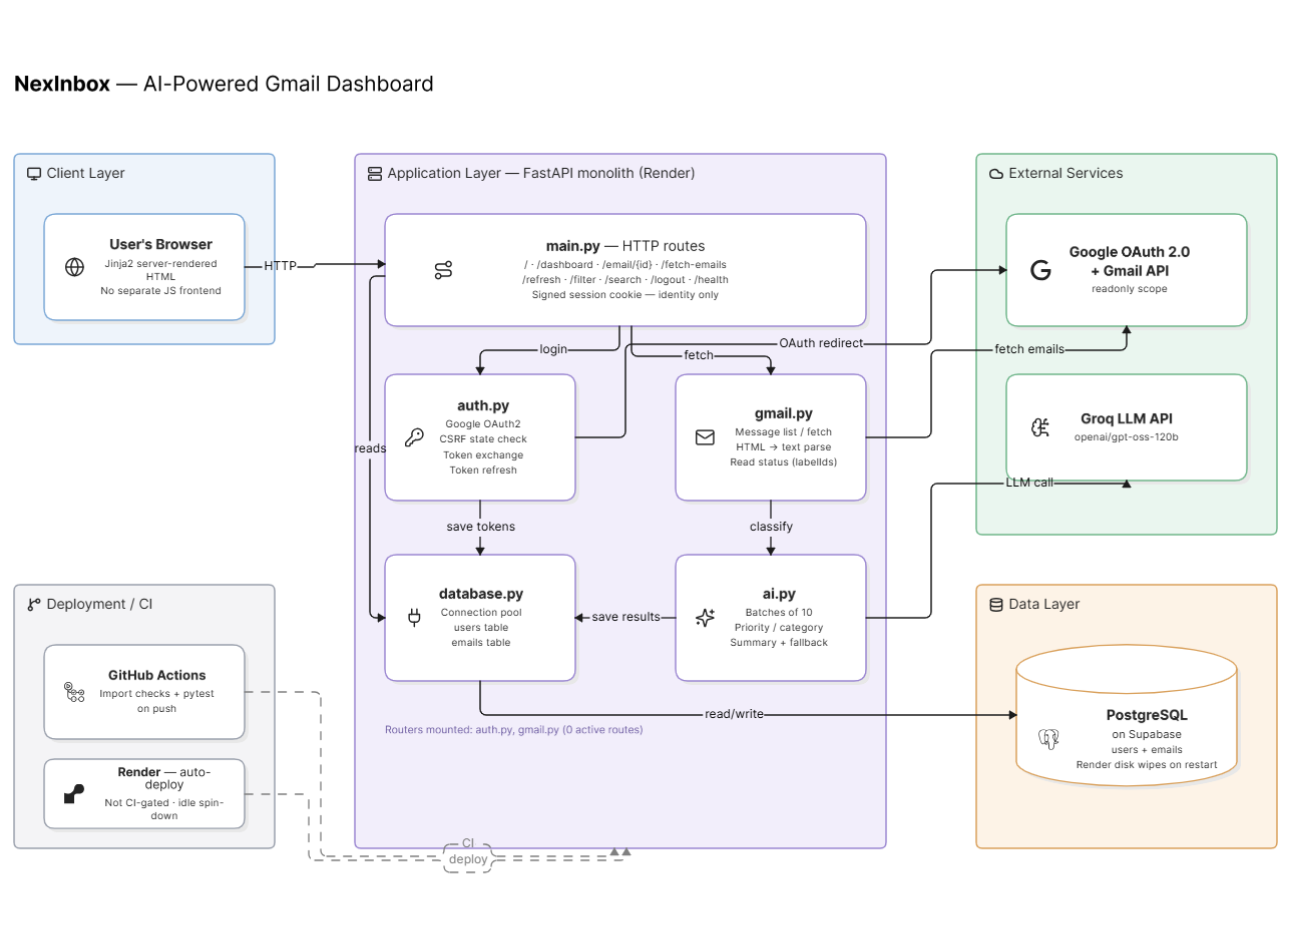 NexInbox — AI-Powered Gmail Dashboard
Client Layer
User's Browser
Jinja2 server-rendered
HTML
No separate JS frontend
HTTP
Application Layer — FastAPI monolith (Render)
main.py — HTTP routes
/ · /dashboard · /email/{id} · /fetch-emails
/refresh · /filter · /search · /logout · /health
Signed session cookie — identity only
login
fetch
OAuth redirect
reads
auth.py
Google OAuth2
CSRF state check
Token exchange
Token refresh
gmail.py
Message list / fetch
HTML → text parse
Read status (labelIds)
save tokens
classify
database.py
Connection pool
users table
emails table
save results
ai.py
Batches of 10
Priority / category
Summary + fallback
read/write
Routers mounted: auth.py, gmail.py (0 active routes)
External Services
Google OAuth 2.0
+ Gmail API
readonly scope
fetch emails
Groq LLM API
openai/gpt-oss-120b
LLM call
Deployment / CI
GitHub Actions
Import checks + pytest
on push
Render — auto-
deploy
Not CI-gated · idle spin-
down
CI
deploy
Data Layer
PostgreSQL
on Supabase
users + emails
Render disk wipes on restart